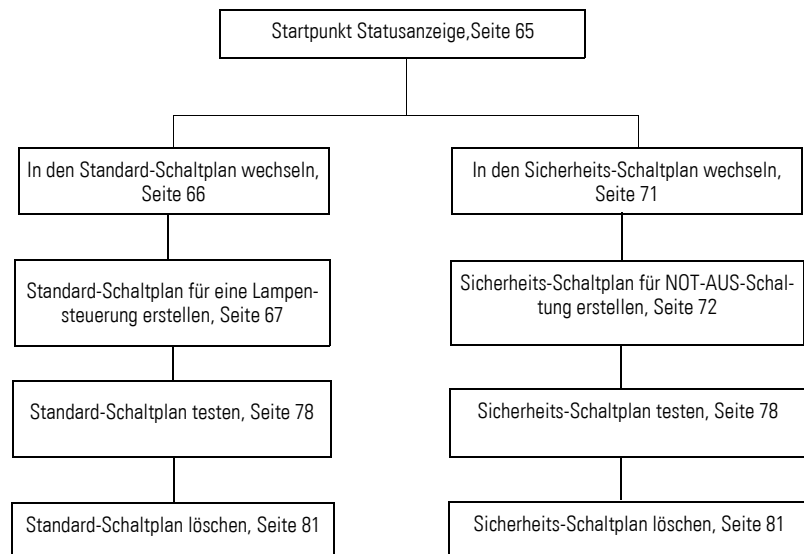 Startpunkt Statusanzeige,Seite 65
In den Standard-Schaltplan wechseln,
Seite 66
Standard-Schaltplan für eine Lampen-
steuerung erstellen, Seite 67
Standard-Schaltplan testen, Seite 78
Standard-Schaltplan löschen, Seite 81
In den Sicherheits-Schaltplan wechseln,
Seite 71
Sicherheits-Schaltplan für NOT-AUS-Schal-
tung erstellen, Seite 72
Sicherheits-Schaltplan testen, Seite 78
Sicherheits-Schaltplan löschen, Seite 81